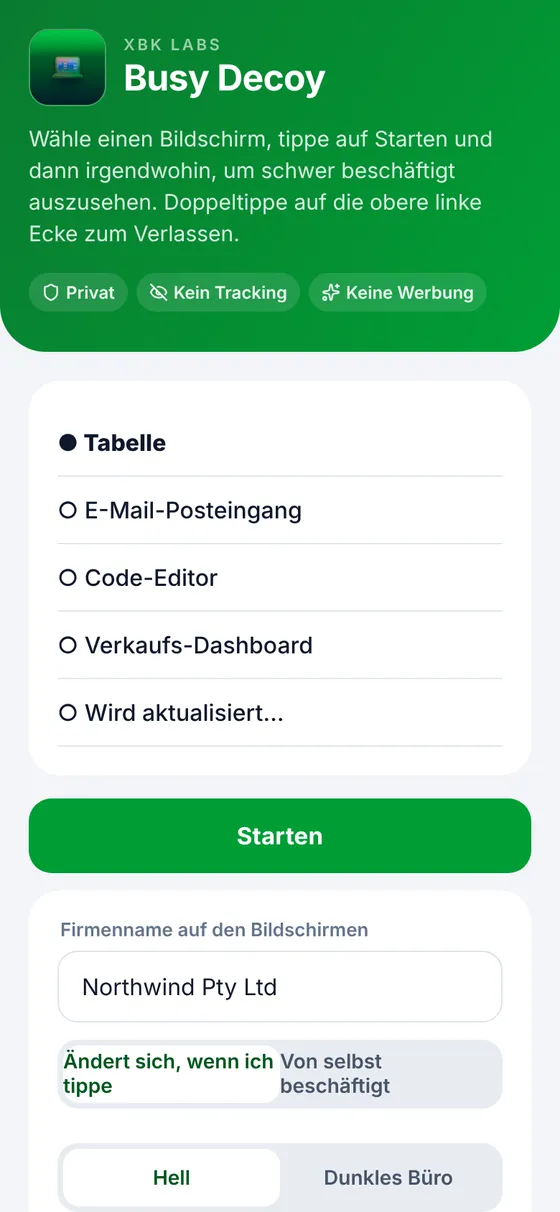 XBK LABS
Busy Decoy
Wähle einen Bildschirm, tippe auf Starten und
dann irgendwohin, um schwer beschäftigt
auszusehen. Doppeltippe auf die obere linke
Ecke zum Verlassen.
Privat
Kein Tracking
Keine Werbung
Tabelle
E-Mail-Posteingang
Code-Editor
Verkaufs-Dashboard
Wird aktualisiert…
Starten
Firmenname auf den Bildschirmen
Northwind Pty Ltd
Ändert sich, wenn ich
tippe
Von selbst
beschäftigt
Hell
Dunkles Büro